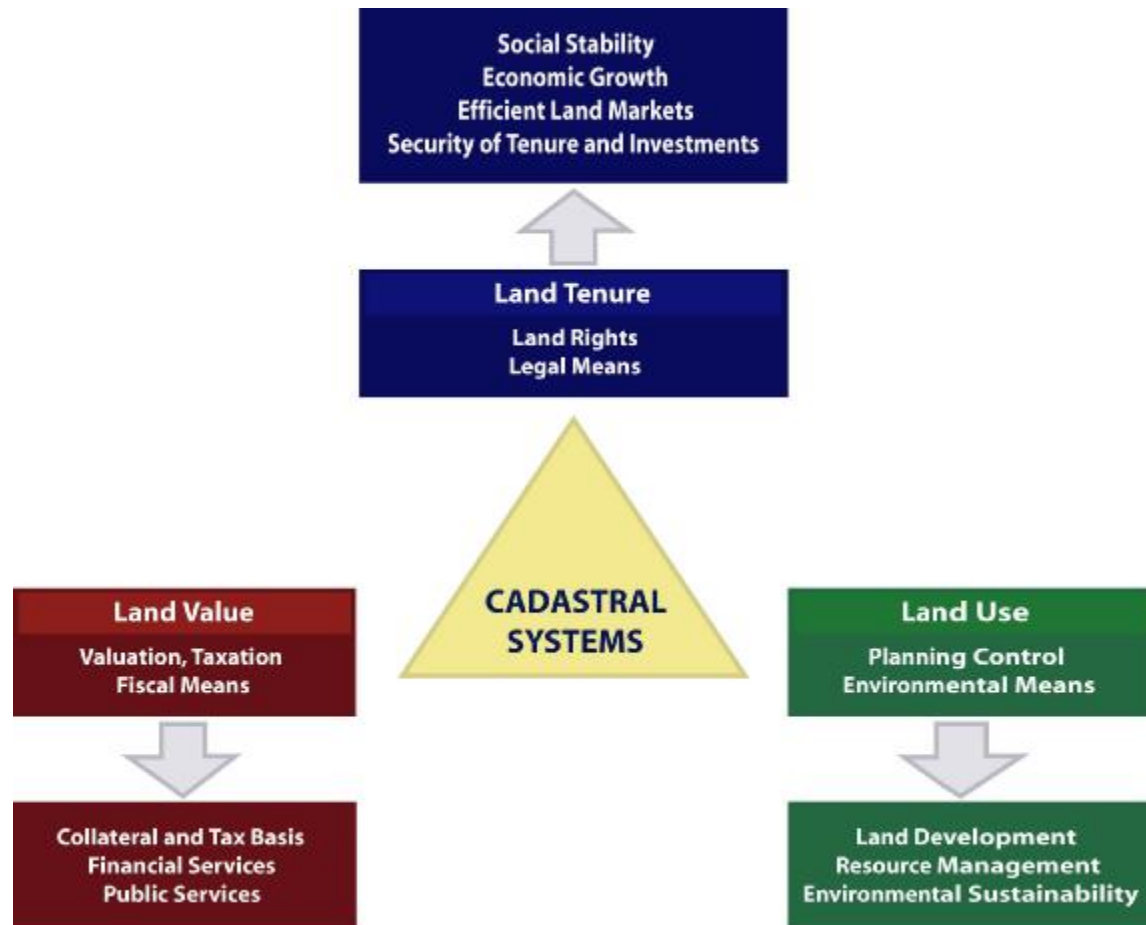 Social Stability
Economic Growth
Efficient Land Markets
Security of Tenure and Investments
Land Tenure
Land Rights
Legal Means
CADASTRAL
SYSTEMS
Land Value
Valuation, Taxation
Fiscal Means
Collateral and Tax Basis
Financial Services
Public Services
Land Use
Planning Control
Environmental Means
Land Development
Resource Management
Environmental Sustainability